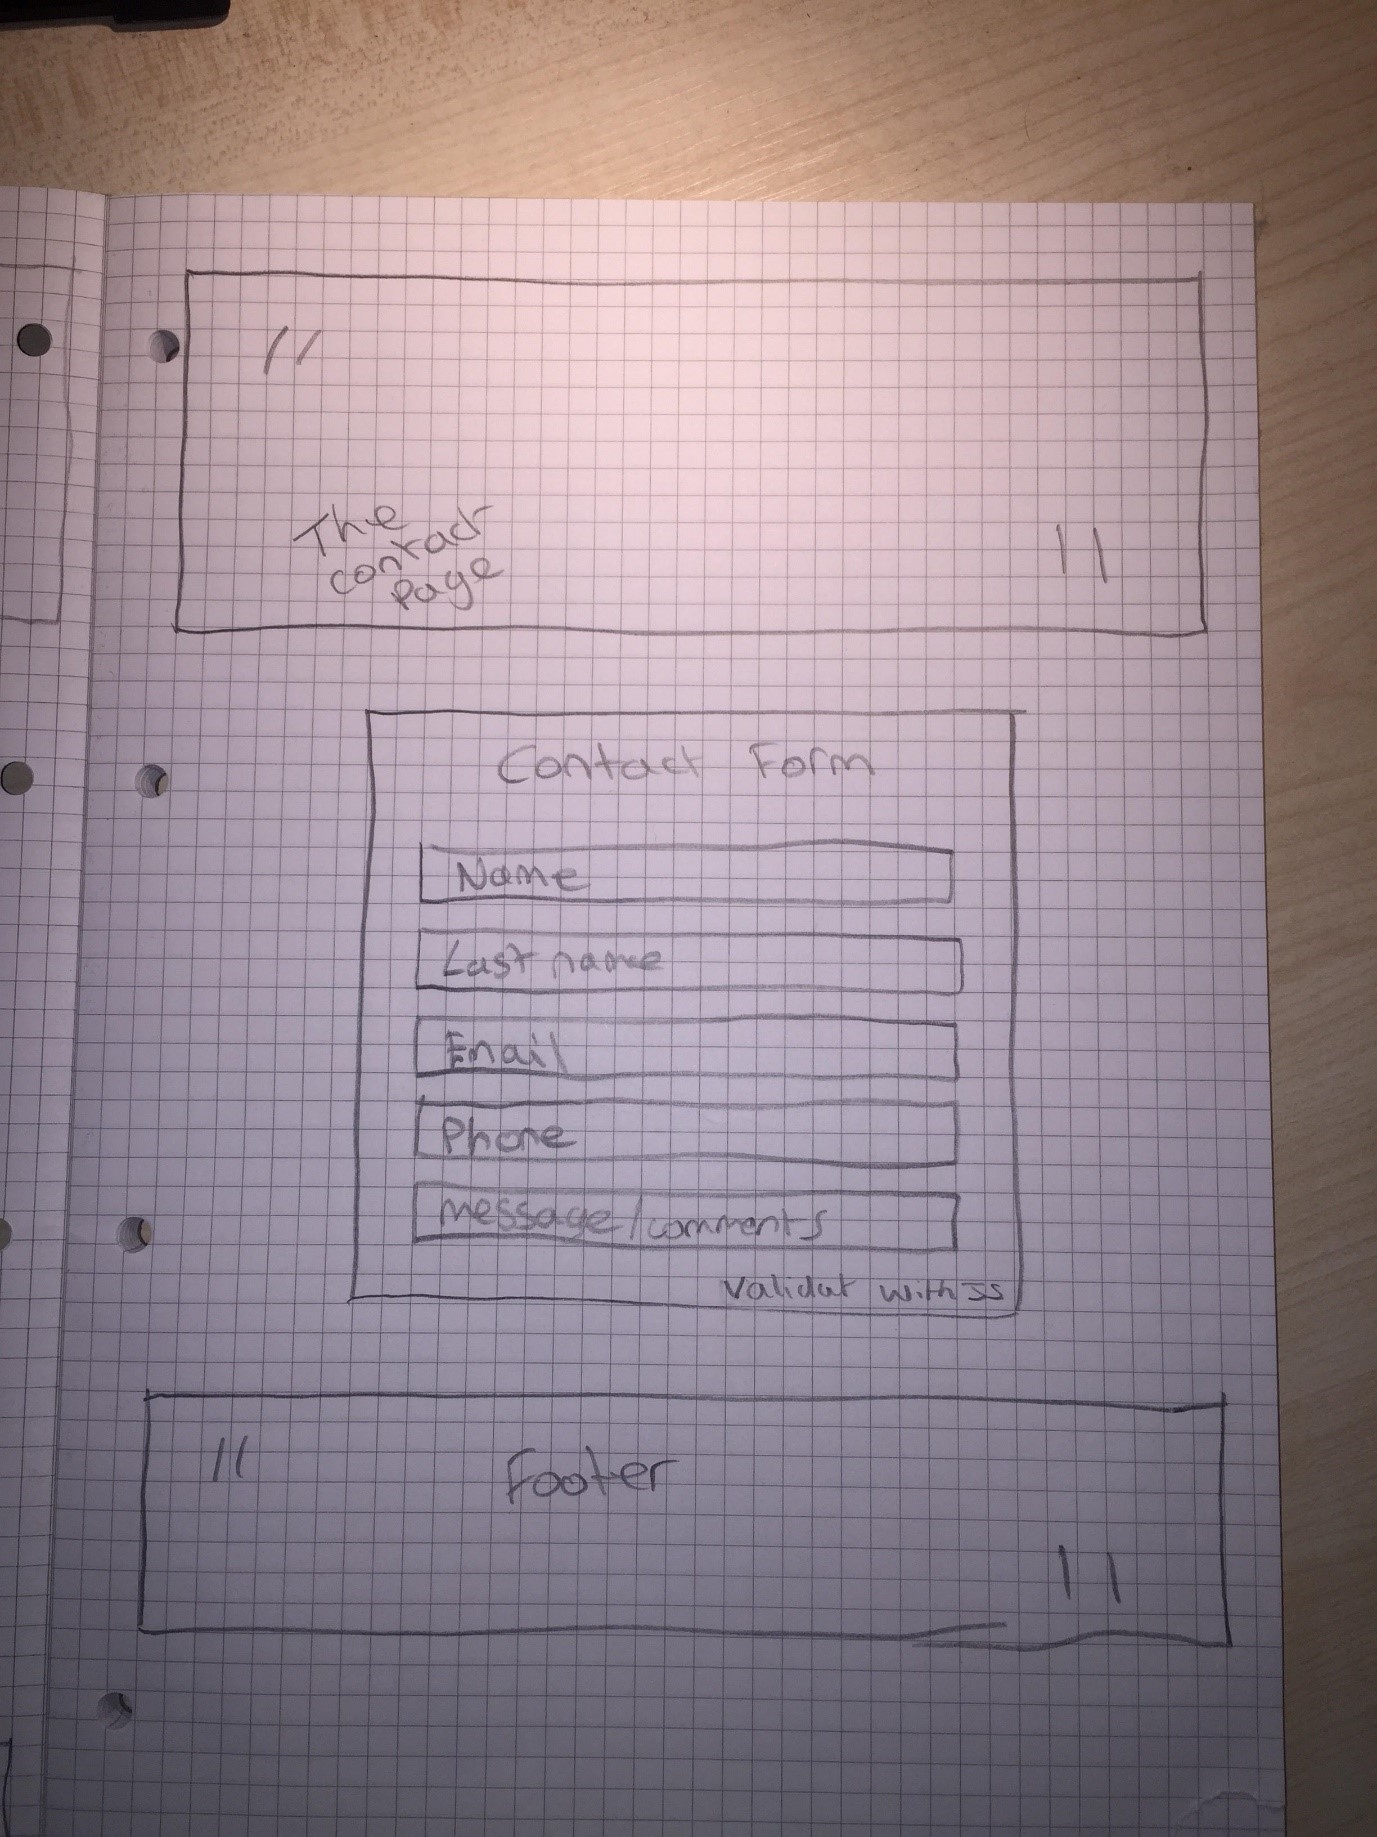 //
The
contact
page
||
Contact Form
Name
Last name
Email
Phone
message/comments
Validat with JS
//
Footer
||